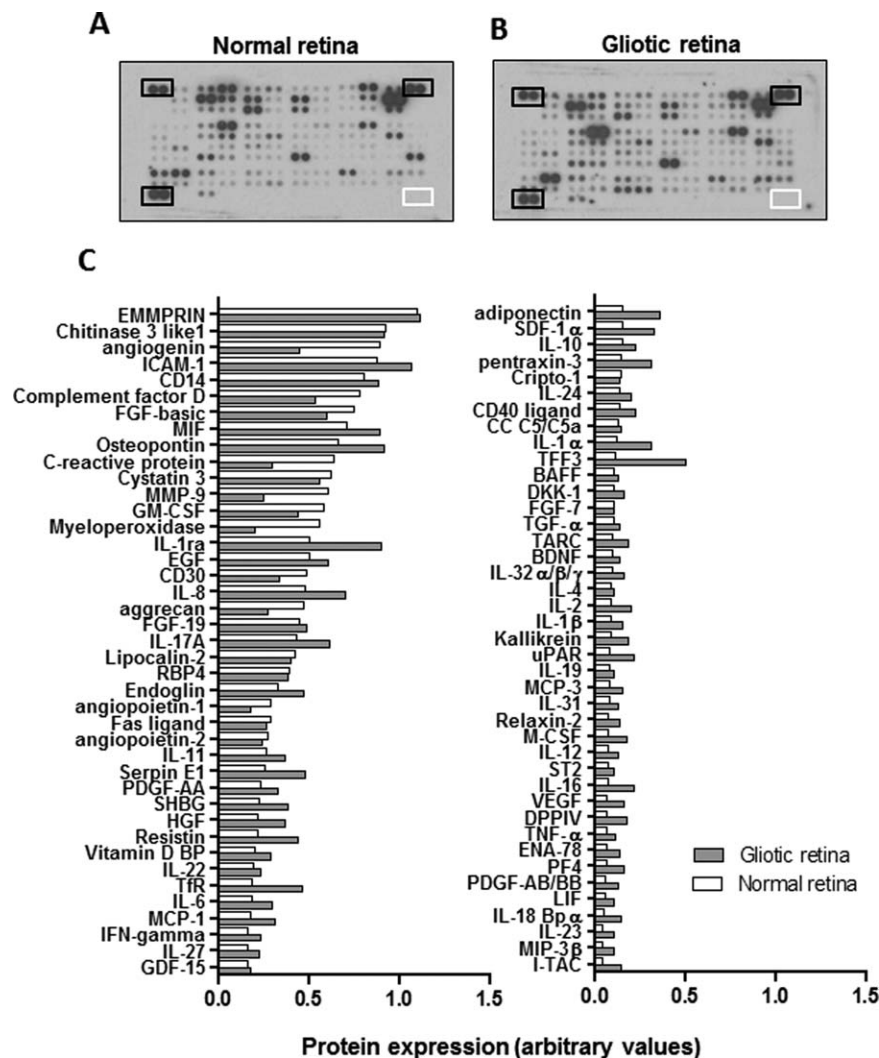 A
Normal retina
B
Gliotic retina
C
EMMPRIN
Chitinase 3 like1
angiogenin
ICAM-1
CD14
Complement factor D
FGF-basic
MIF
Osteopontin
C-reactive protein
Cystatin 3
MMP-9
GM-CSF
Myeloperoxidase
IL-1ra
EGF
CD30
IL-8
aggrecan
FGF-19
IL-17A
Lipocalin-2
RBP4
Endoglin
angiopoietin-1
Fas ligand
angiopoietin-2
IL-11
Serpin E1
PDGF-AA
SHBG
HGF
Resistin
Vitamin D BP
IL-22
TfR
IL-6
MCP-1
IFN-gamma
IL-27
GDF-15
0.0 0.5 1.0 1.5
adiponectin
SDF-1α
IL-10
pentraxin-3
Cripto-1
IL-24
CD40 ligand
CC C5/C5a
IL-1α
TFF3
BAFF
DKK-1
FGF-7
TGF-α
TARC
BDNF
IL-32 α/β/γ
IL-4
IL-2
IL-1β
Kallikrein
uPAR
IL-19
MCP-3
IL-31
Relaxin-2
M-CSF
IL-12
ST2
IL-16
VEGF
DPPIV
TNF-α
ENA-78
PF4
PDGF-AB/BB
LIF
IL-18 Bp α
IL-23
MIP-3β
I-TAC
0.0 0.5 1.0 1.5
Gliotic retina
Normal retina
Protein expression (arbitrary values)